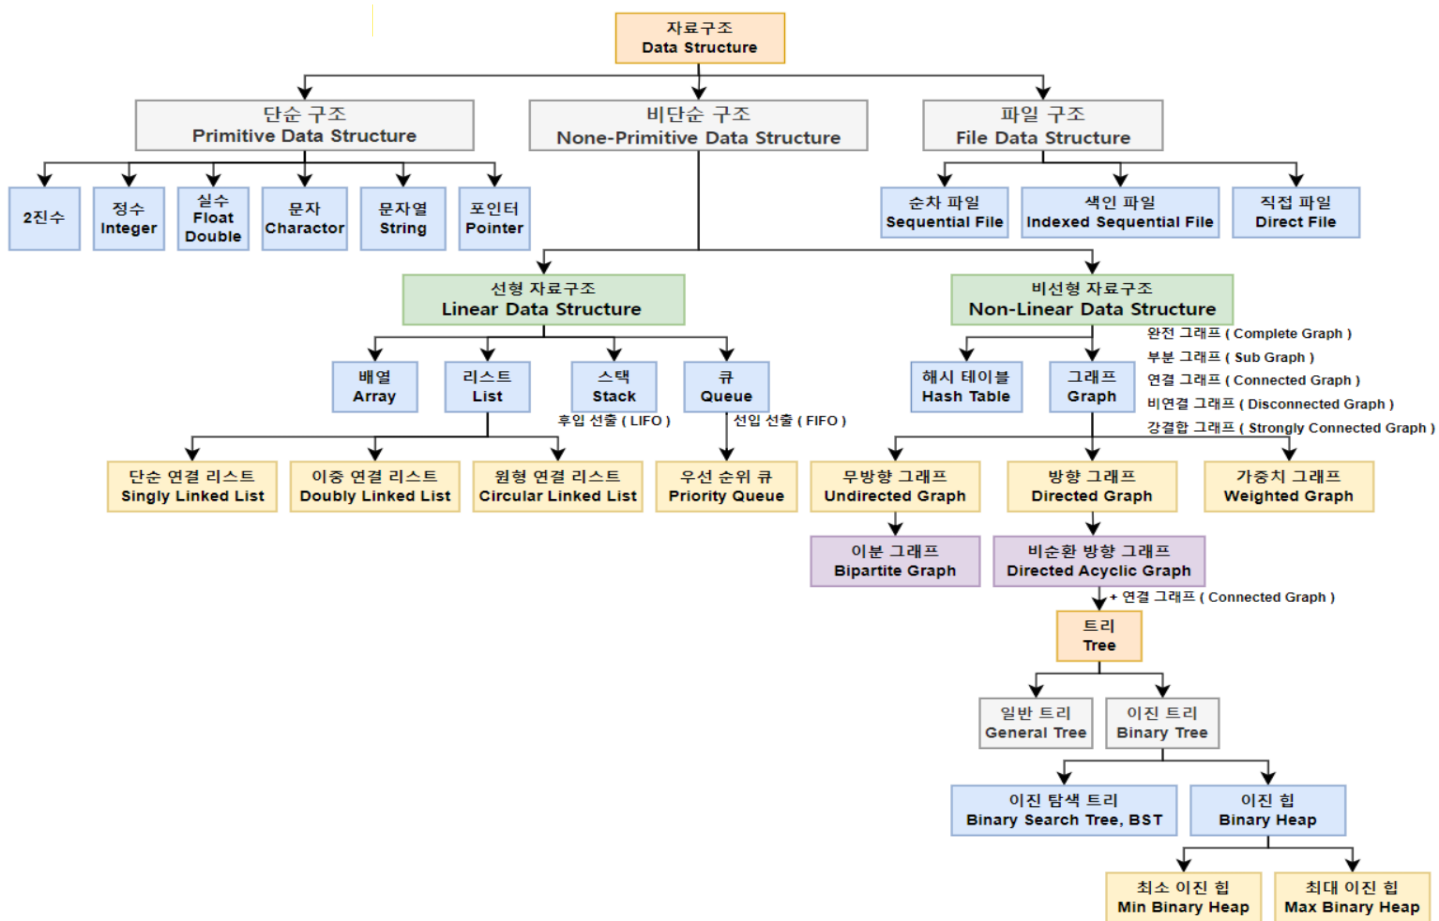 자료구조
Data Structure
단순 구조
Primitive Data Structure
비단순 구조
None-Primitive Data Structure
파일 구조
File Data Structure
2진수
정수
Integer
실수
Float
Double
문자
Charactor
문자열
String
포인터
Pointer
순차 파일
Sequential File
색인 파일
Indexed Sequential File
직접 파일
Direct File
선형 자료구조
Linear Data Structure
비선형 자료구조
Non-Linear Data Structure
완전 그래프 ( Complete Graph )
부분 그래프 ( Sub Graph )
연결 그래프 ( Connected Graph )
비연결 그래프 ( Disconnected Graph )
강결합 그래프 ( Strongly Connected Graph )
배열
Array
리스트
List
스택
Stack
후입 선출 ( LIFO )
큐
Queue
선입 선출 ( FIFO )
해시 테이블
Hash Table
그래프
Graph
단순 연결 리스트
Singly Linked List
이중 연결 리스트
Doubly Linked List
원형 연결 리스트
Circular Linked List
우선 순위 큐
Priority Queue
무방향 그래프
Undirected Graph
방향 그래프
Directed Graph
가중치 그래프
Weighted Graph
이분 그래프
Bipartite Graph
비순환 방향 그래프
Directed Acyclic Graph
+ 연결 그래프 ( Connected Graph )
트리
Tree
일반 트리
General Tree
이진 트리
Binary Tree
이진 탐색 트리
Binary Search Tree, BST
이진 힙
Binary Heap
최소 이진 힙
Min Binary Heap
최대 이진 힙
Max Binary Heap